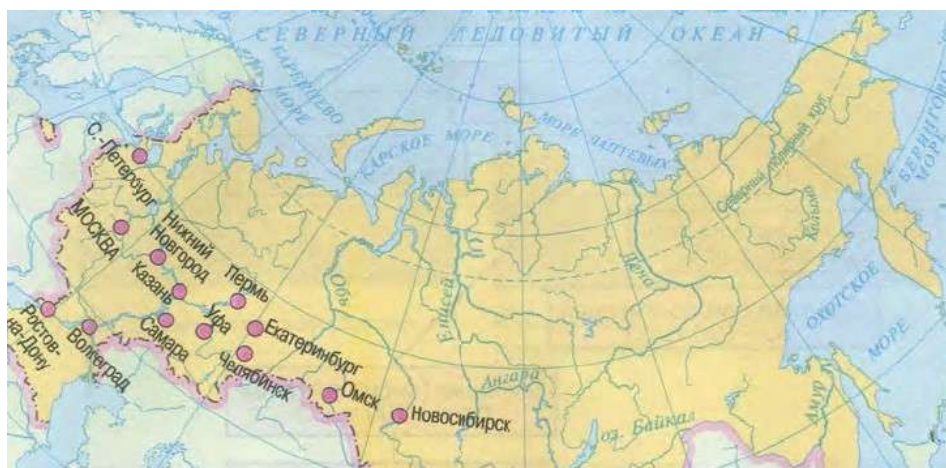 СЕВЕРНЫЙ ЛЕДОВИТЫЙ ОКЕАН
БАРЕНЦЕВО
МОРЕ
КАРСКОЕ МОРЕ
МОРЕ ЛАПТЕВЫХ
Северный полярный круг
БЕРИНГОВО
МОРЕ
С.-Петербург
МОСКВА
Нижний
Новгород
Казань
Пермь
Обь
Енисей
Лена
Колыма
ОХОТСКОЕ
МОРЕ
Ростов-
на-Дону
Волгоград
Самара
Уфа
Екатеринбург
Челябинск
Омск
Новосибирск
Ангара
оз. Байкал
Амур